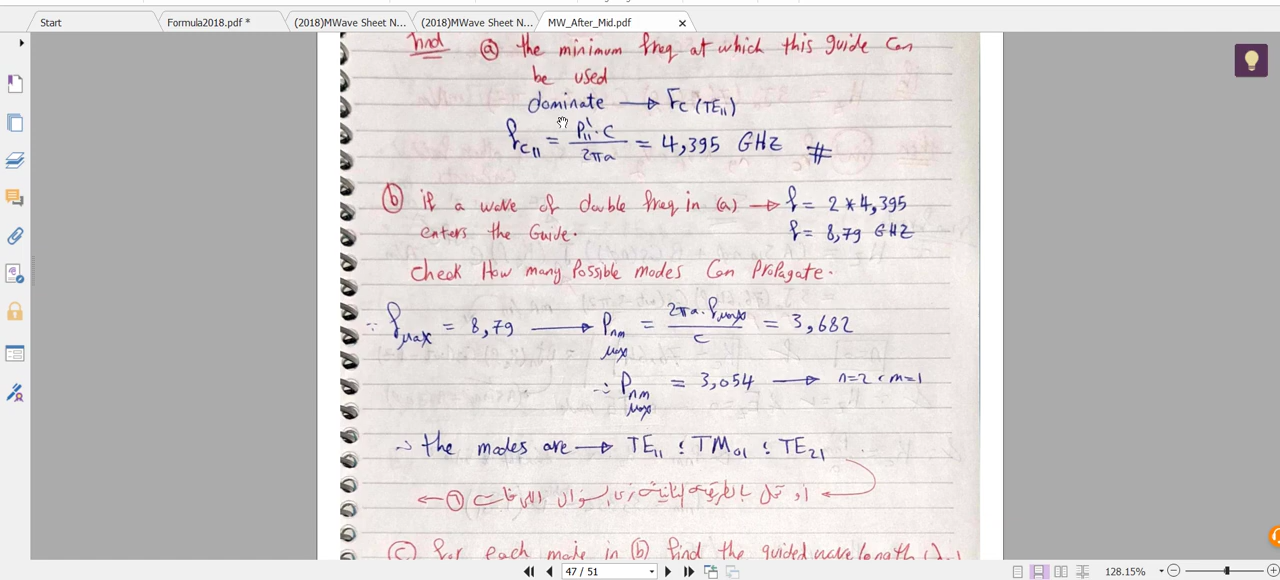 Start
Formula2018.pdf *
(2018)MWave Sheet N...
(2018)MWave Sheet N...
MW_After_Mid.pdf
find (a) the minimum freq at which this guide can
be used
dominate → Fc (TE11)
fc11 = P'11 . C / 2πa = 4,395 GHz #
(b) if a wave of double freq in (a) → f = 2*4,395
enters the Guide. f = 8,79 GHZ
Check How many Possible modes Can Propagate.
∵ fmax = 8,79 → Pnm max = 2πa . fmax / C = 3,682
∴ Pnm max = 3,054 → n=2 , m=1
∴ the modes are → TE11 : TM01 : TE21
(c) for each mode in (b) find the guided wave length
47 / 51
128.15%